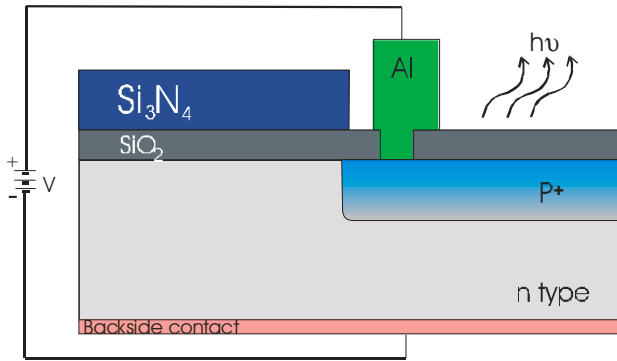 hυ
Al
Si₃N₄
SiO₂
+
V
-
P+
n type
Backside contact